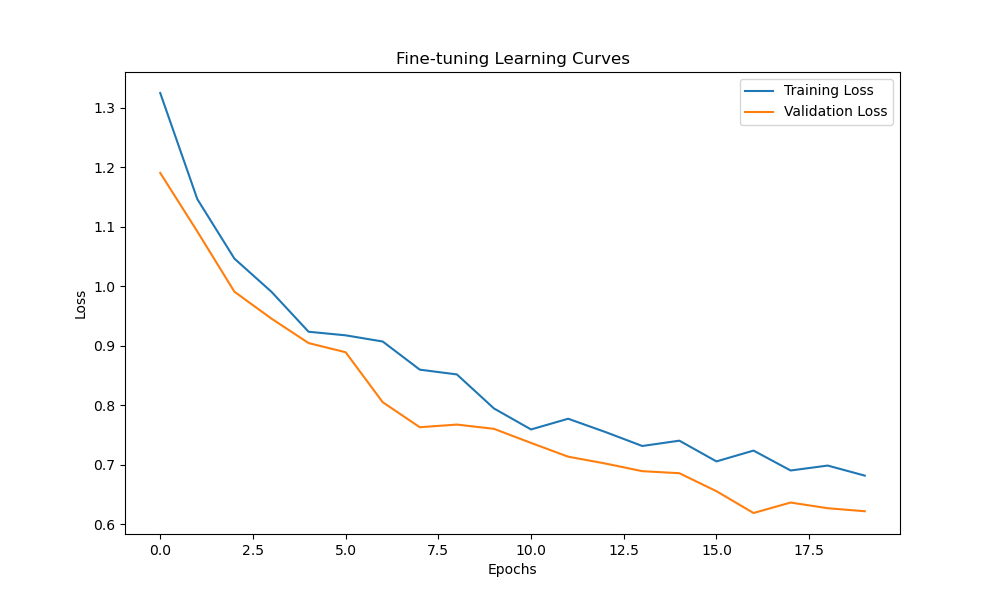 Fine-tuning Learning Curves
Training Loss
Validation Loss
1.3
1.2
1.1
1.0
0.9
0.8
0.7
0.6
Loss
0.0 2.5 5.0 7.5 10.0 12.5 15.0 17.5
Epochs